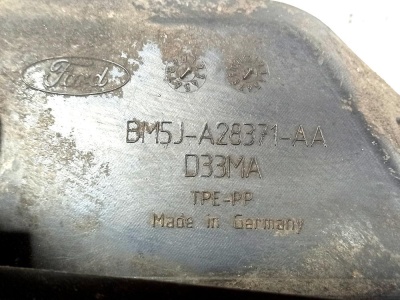 Ford
BM5J-A28371-AA
D33MA
TPE-PP
Made in Germany